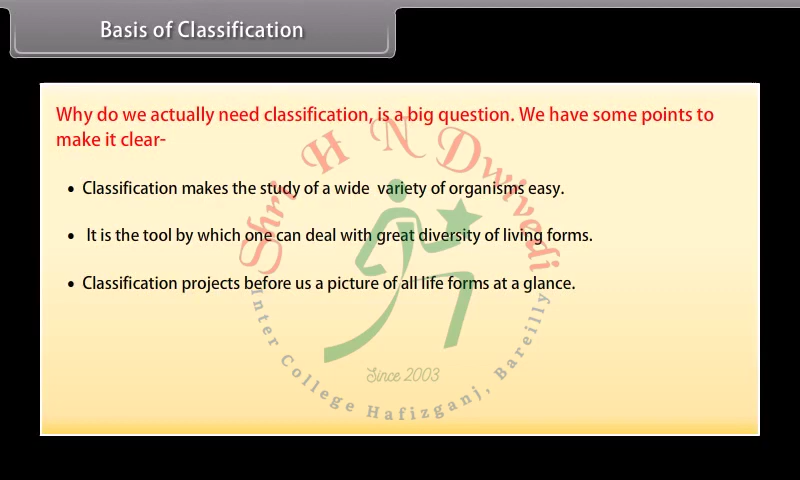 Basis of Classification
Why do we actually need classification, is a big question. We have some points to
make it clear-
• Classification makes the study of a wide variety of organisms easy.
• It is the tool by which one can deal with great diversity of living forms.
• Classification projects before us a picture of all life forms at a glance.
Shri H N Dwivedi
Since 2003
Inter College Hafizganj, Bareilly